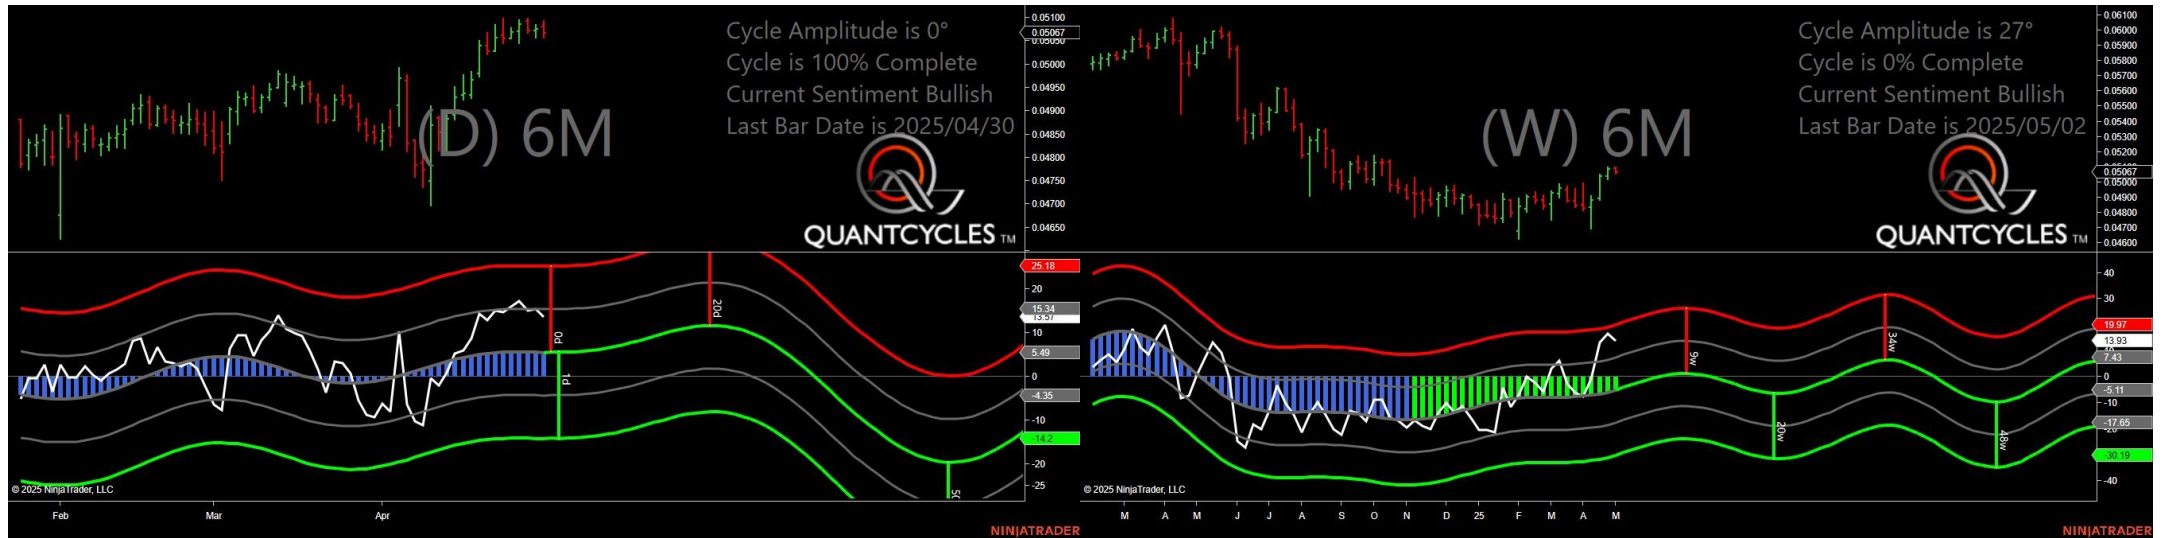 Cycle Amplitude is 0°
Cycle is 100% Complete
Current Sentiment Bullish
Last Bar Date is 2025/04/30
(D) 6M
QUANTCYCLES TM
0.05100
0.05067
0.05050
0.05000
0.04950
0.04900
0.04850
0.04800
0.04750
0.04700
0.04650
25.18
20
15.34
13.57
10
5.49
0
-4.35
-10
-14.2
-20
-25
0d
1d
20d
© 2025 NinjaTrader, LLC
Feb Mar Apr
NINJATRADER
Cycle Amplitude is 27°
Cycle is 0% Complete
Current Sentiment Bullish
Last Bar Date is 2025/05/02
(W) 6M
QUANTCYCLES TM
0.06100
0.06000
0.05900
0.05800
0.05700
0.05600
0.05500
0.05400
0.05300
0.05200
0.05067
0.05000
0.04900
0.04800
0.04700
0.04600
40
30
19.97
13.93
7.43
0
-5.11
-10
-17.65
-30.19
-40
9w
20w
34w
48w
© 2025 NinjaTrader, LLC
M A M J J A S O N D 25 F M A M
NINJATRADER